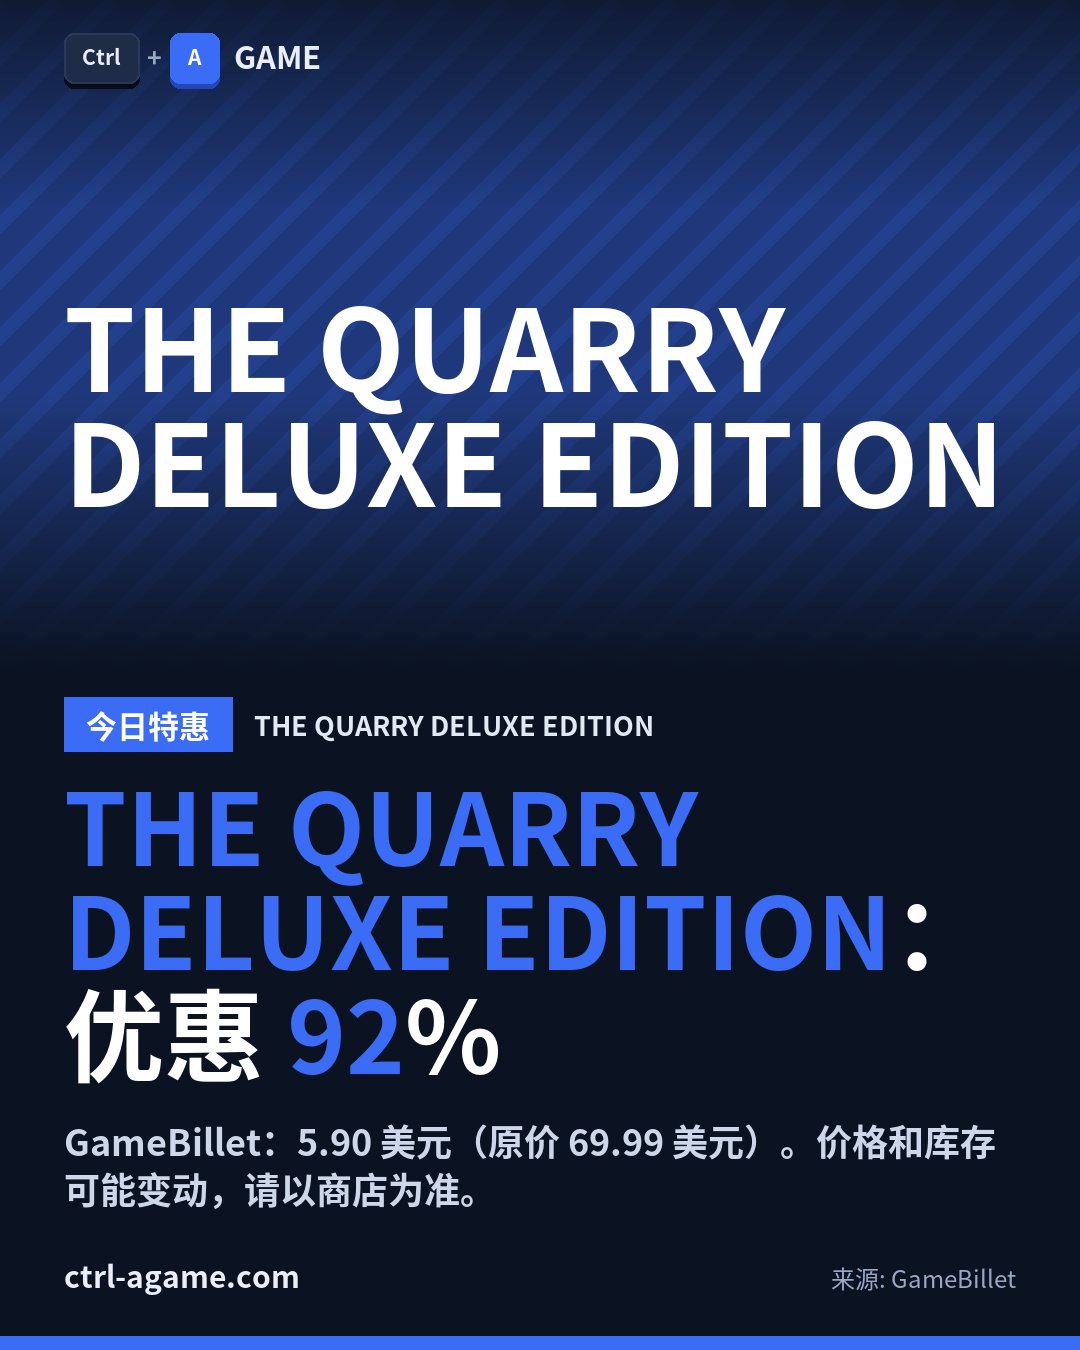 Ctrl + A GAME
THE QUARRY
DELUXE EDITION
今日特惠 THE QUARRY DELUXE EDITION
THE QUARRY
DELUXE EDITION：
优惠 92%
GameBillet：5.90 美元（原价 69.99 美元）。价格和库存
可能变动，请以商店为准。
ctrl-agame.com 来源: GameBillet